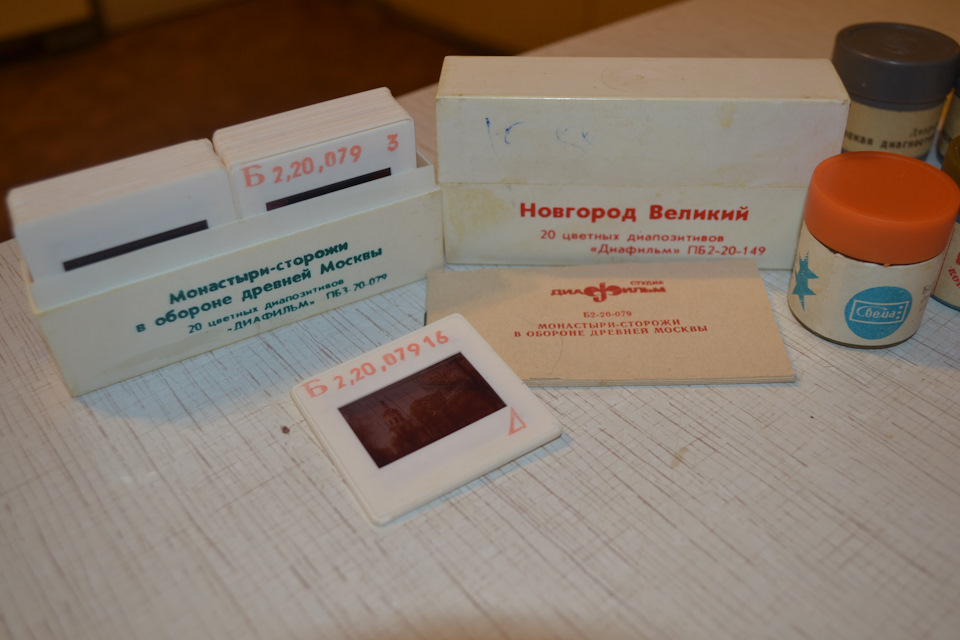 Б 2,20,079 3
Монастыри-сторожи
в обороне древней Москвы
20 цветных диапозитивов
«ДИАФИЛЬМ» ПБ3-20-079
Новгород Великий
20 цветных диапозитивов
«Диафильм» ПБ2-20-149
СТУДИЯ
ДИАФИЛЬМ
Б2-20-079
МОНАСТЫРИ-СТОРОЖИ
В ОБОРОНЕ ДРЕВНЕЙ МОСКВЫ
Б 2,20,079 16
Д
Свема